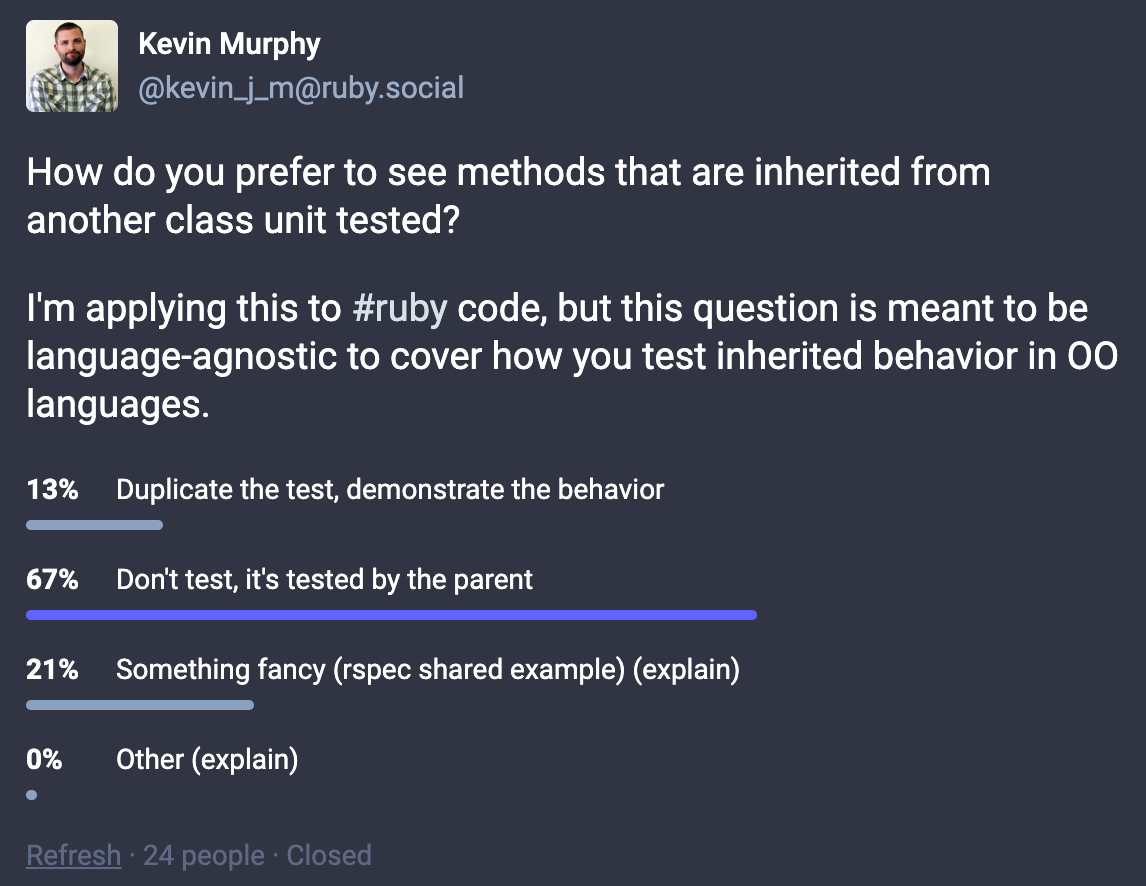 Kevin Murphy
@kevin_j_m@ruby.social
How do you prefer to see methods that are inherited from
another class unit tested?
I'm applying this to #ruby code, but this question is meant to be
language-agnostic to cover how you test inherited behavior in OO
languages.
13% Duplicate the test, demonstrate the behavior
67% Don't test, it's tested by the parent
21% Something fancy (rspec shared example) (explain)
0% Other (explain)
Refresh · 24 people · Closed